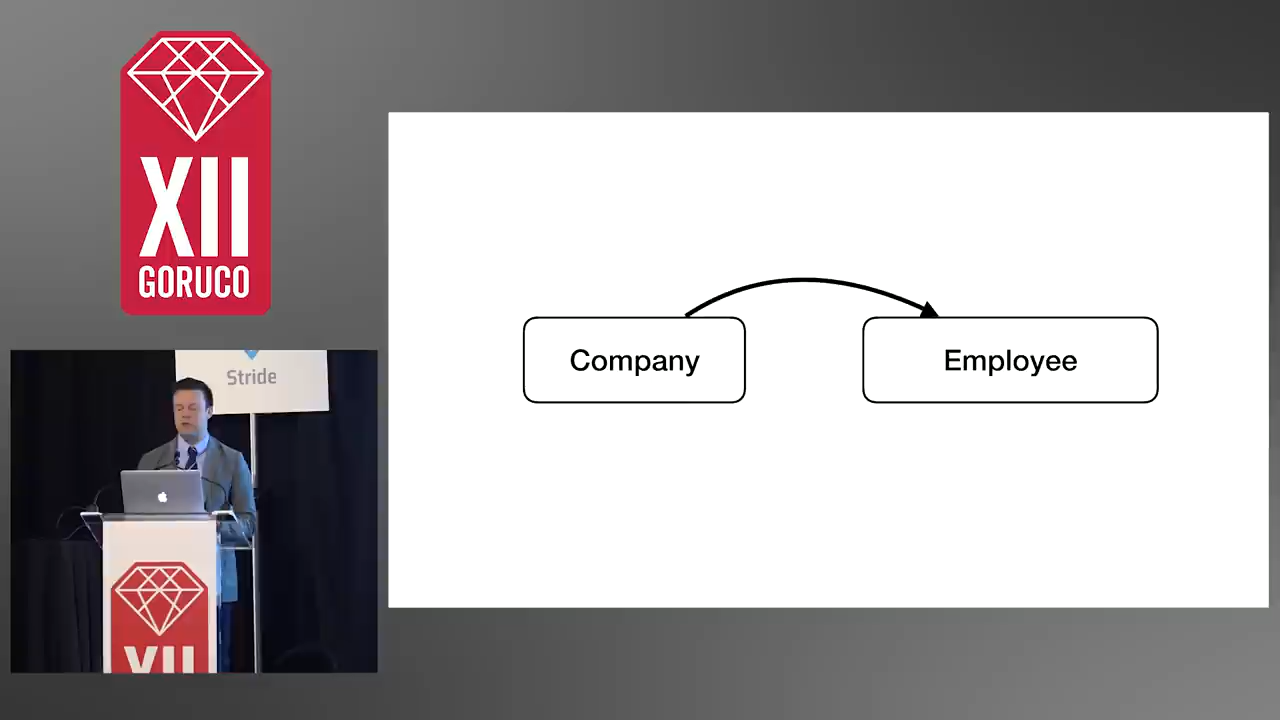 XII
GORUCO
Stride
XII
Company
Employee